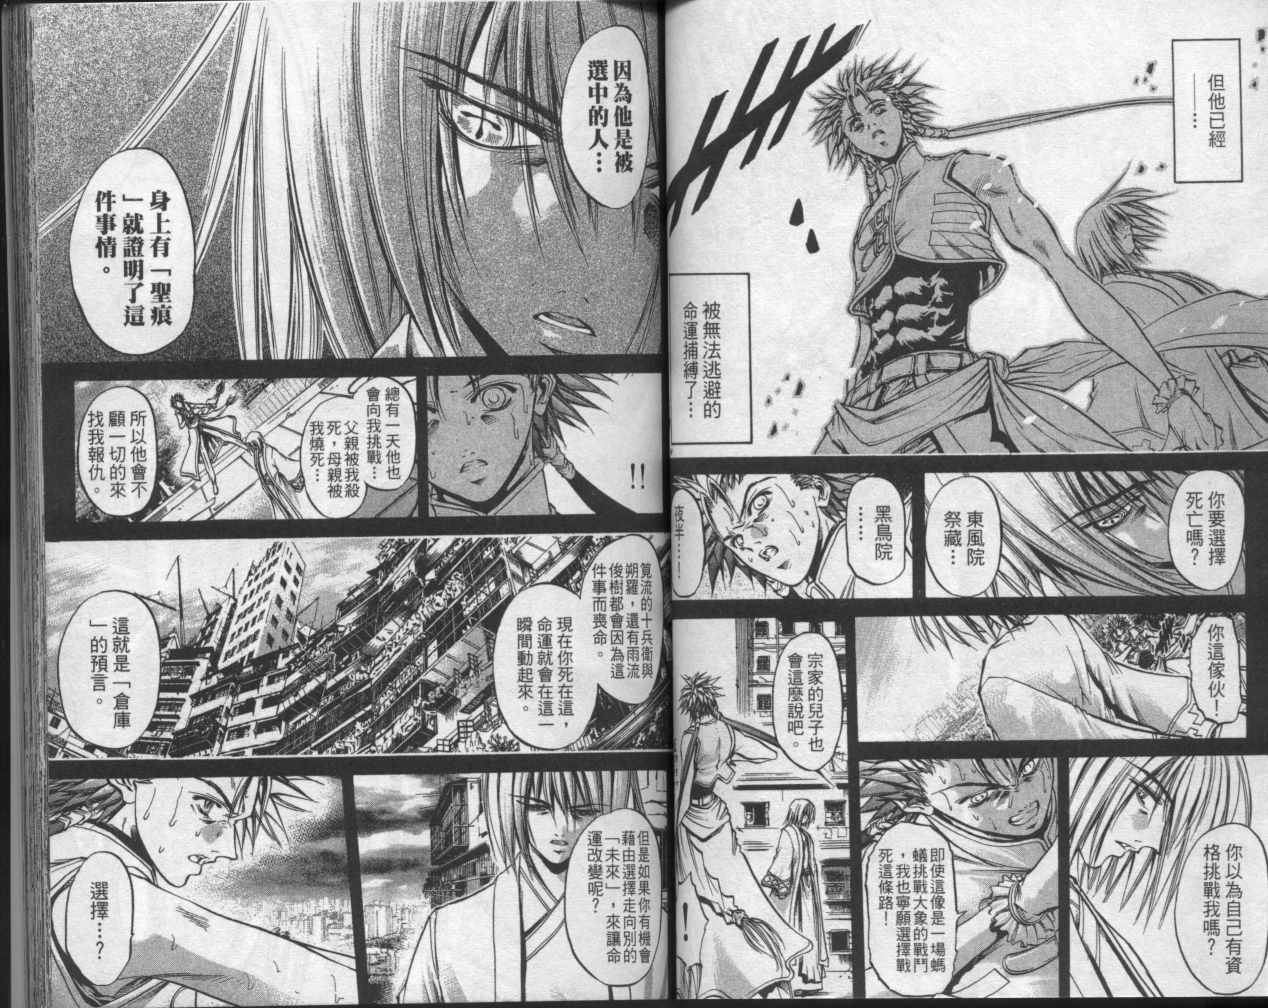 但他已經
……
被無法逃避的
命運捕縛了…
你要選擇
死亡嗎？
東風院
祭藏…
黑鳥院
……
夜半……！
你這傢伙！
宗家的兒子也
會這麼說吧。
你以為自己有資
格挑戰我嗎？
即使這像是一場螞
蟻挑戰大象的戰鬥
，我也寧願選擇戰
死這條路！
！
因為他是被
選中的人…
身上有「聖痕
」就證明了這
件事情。
!!
總有一天他也
會向我挑戰…
父親被我殺
死，母親被
我燒死…
所以他會不
顧一切的來
找我報仇。
筧流的十兵衛與
朔羅，還有雨流
俊樹都會因為這
件事而喪命。
現在你死在這，
命運就會在這一
瞬間動起來。
這就是「倉庫
」的預言。
但是如果你有機會
藉由選擇走向別的
「未來」，來讓命
運改變呢？
選擇…？